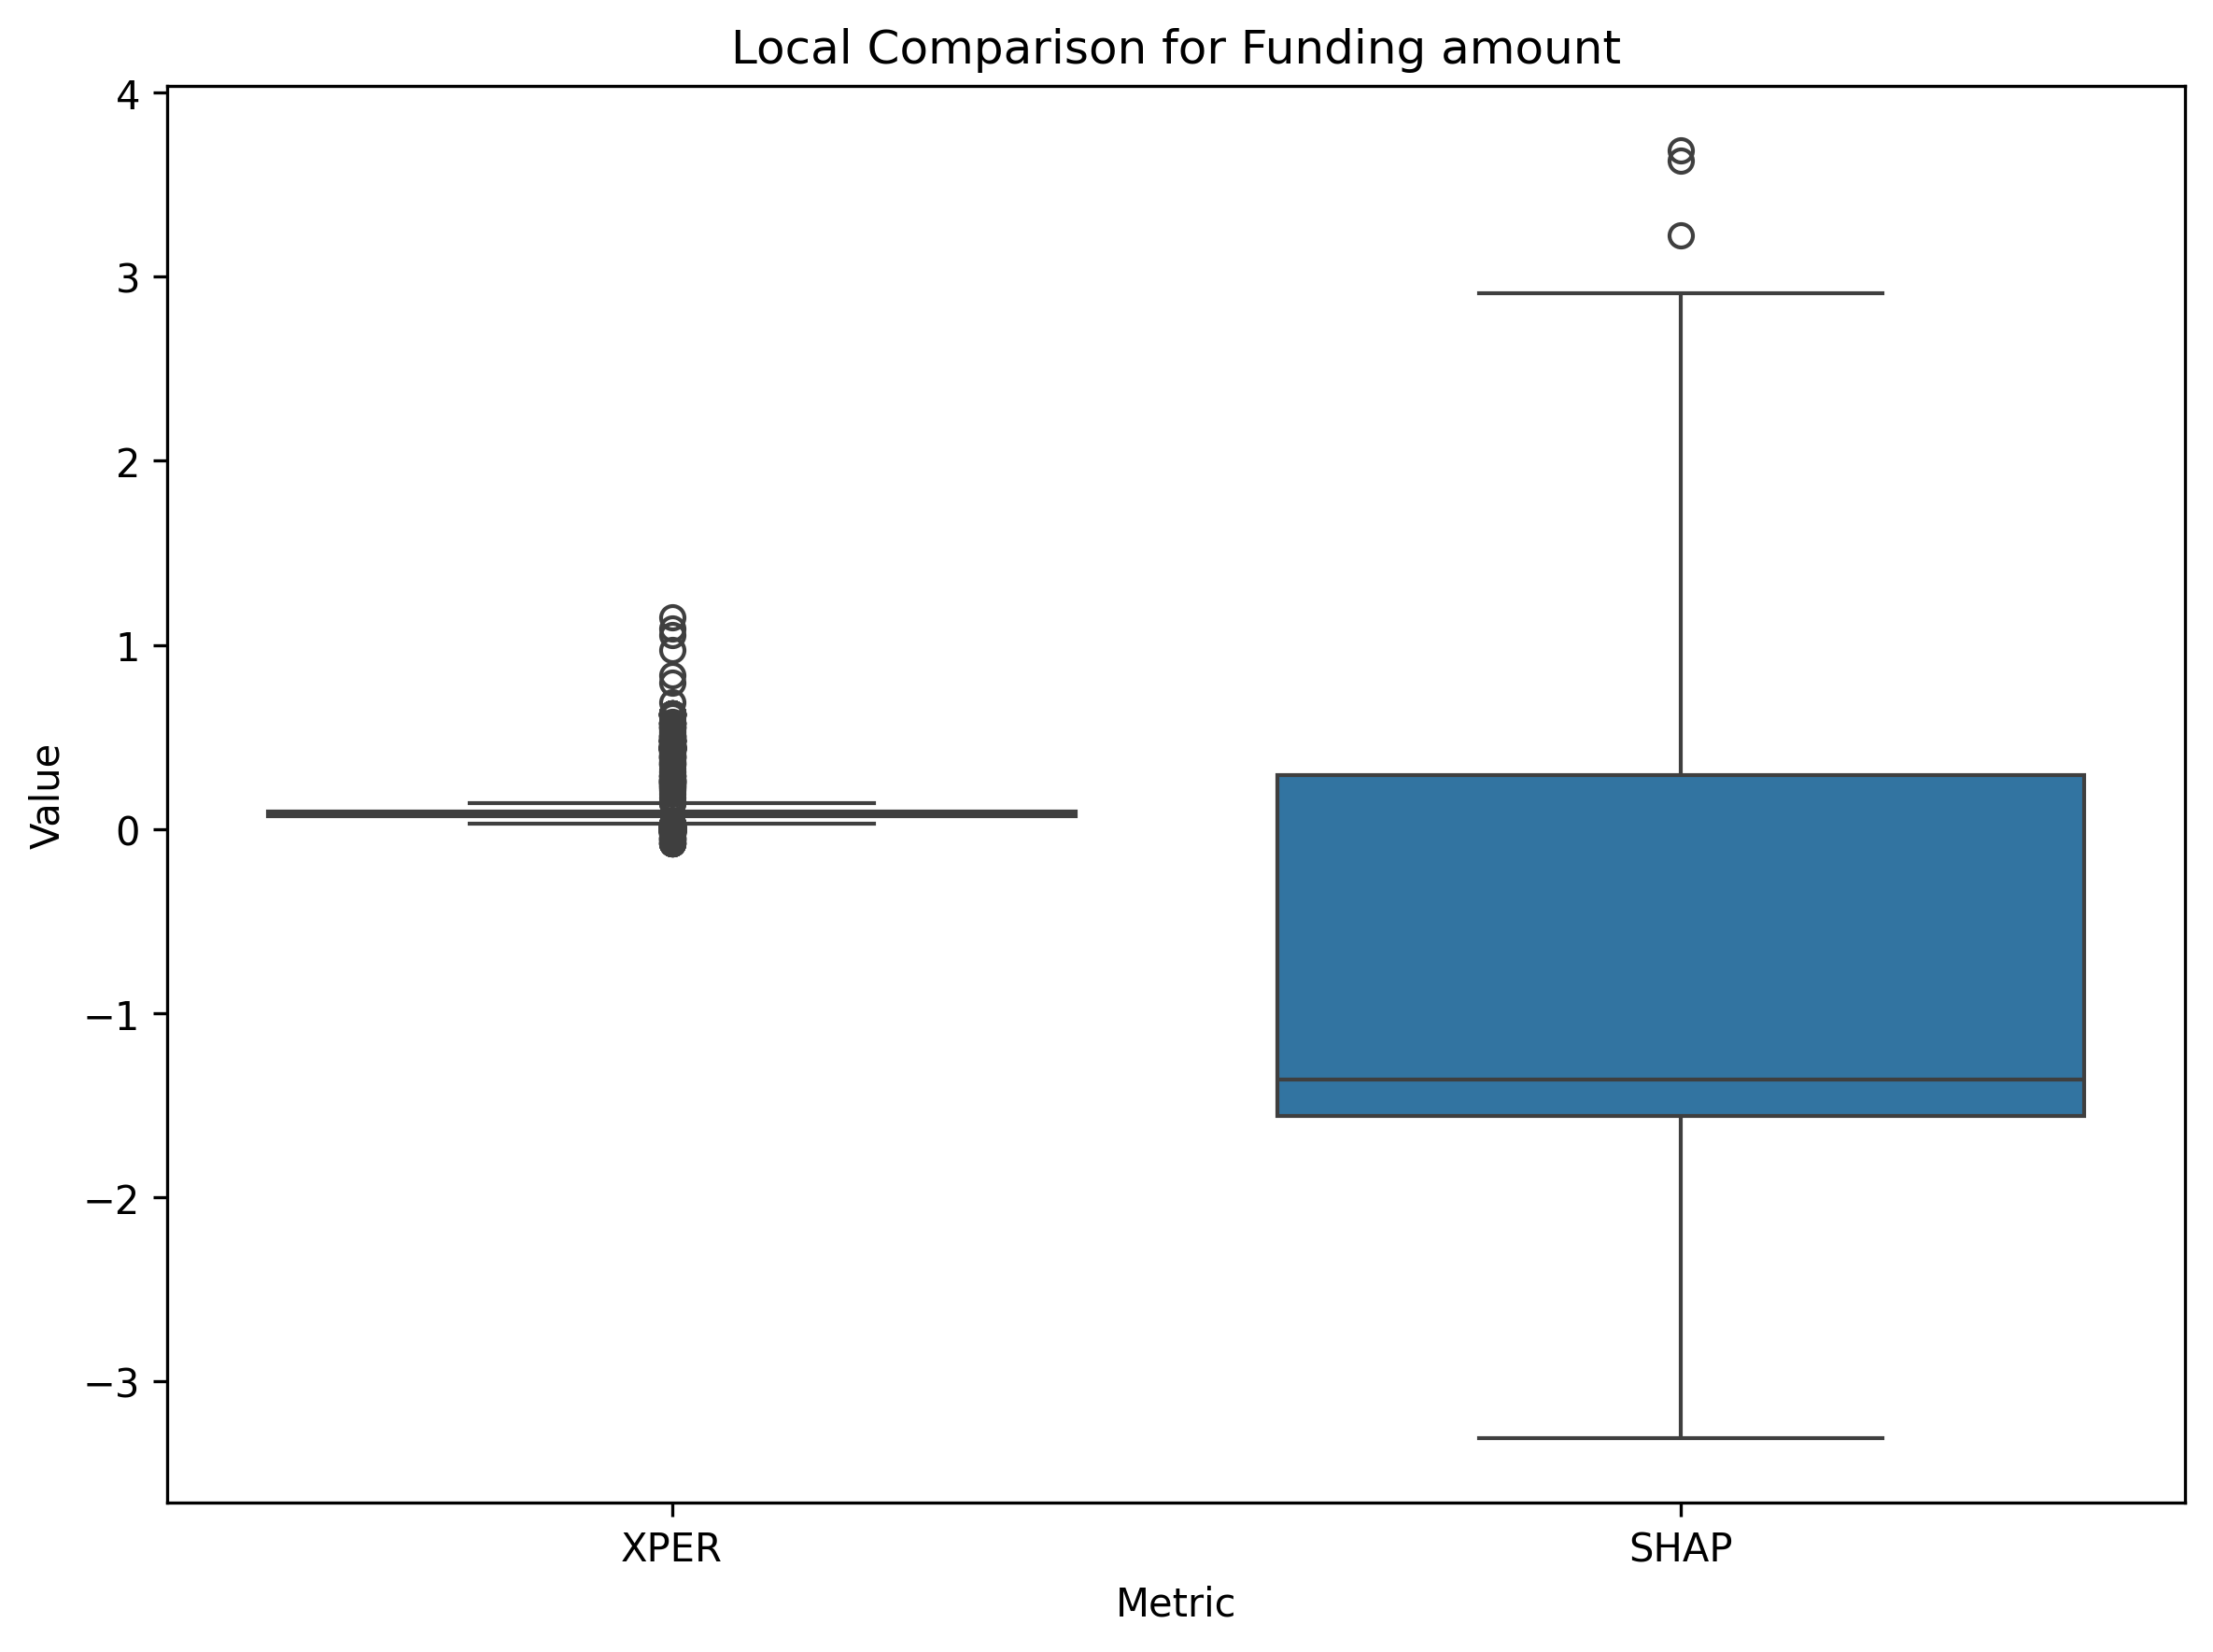 Local Comparison for Funding amount
4
3
2
1
0
−1
−2
−3
Value
XPER
SHAP
Metric